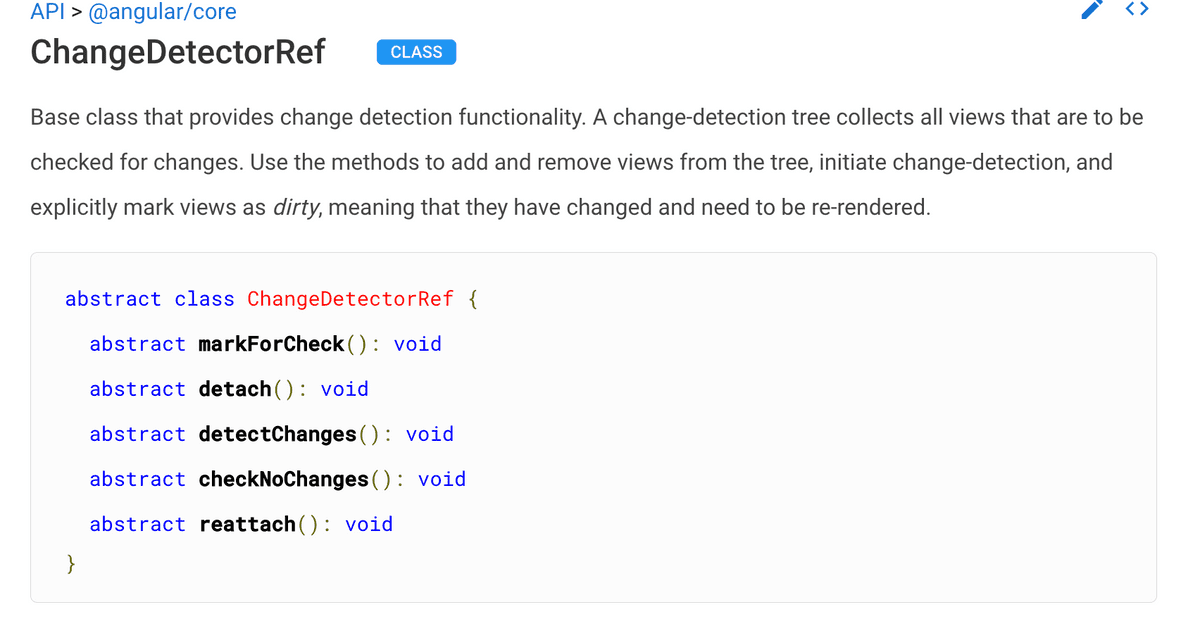 API > @angular/core
ChangeDetectorRef CLASS
Base class that provides change detection functionality. A change-detection tree collects all views that are to be
checked for changes. Use the methods to add and remove views from the tree, initiate change-detection, and
explicitly mark views as dirty, meaning that they have changed and need to be re-rendered.
abstract class ChangeDetectorRef {
abstract markForCheck(): void
abstract detach(): void
abstract detectChanges(): void
abstract checkNoChanges(): void
abstract reattach(): void
}